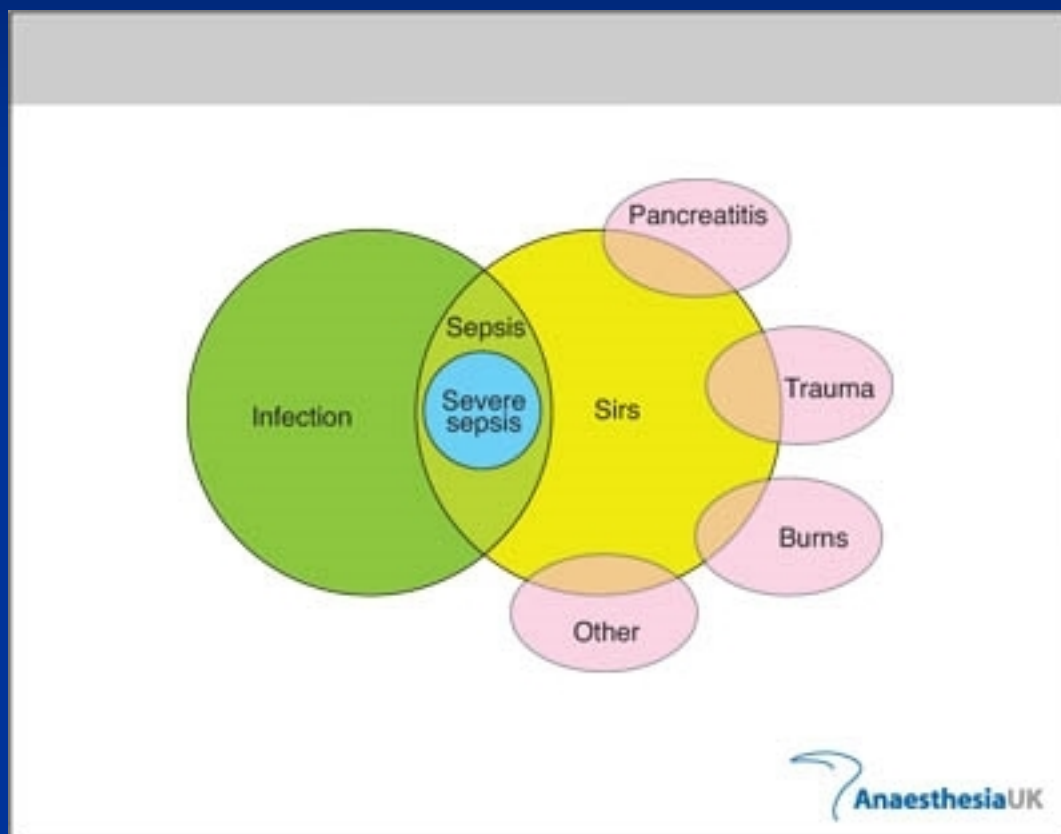 Pancreatitis
Sepsis
Severe
sepsis
Infection
Sirs
Trauma
Burns
Other
AnaesthesiaUK